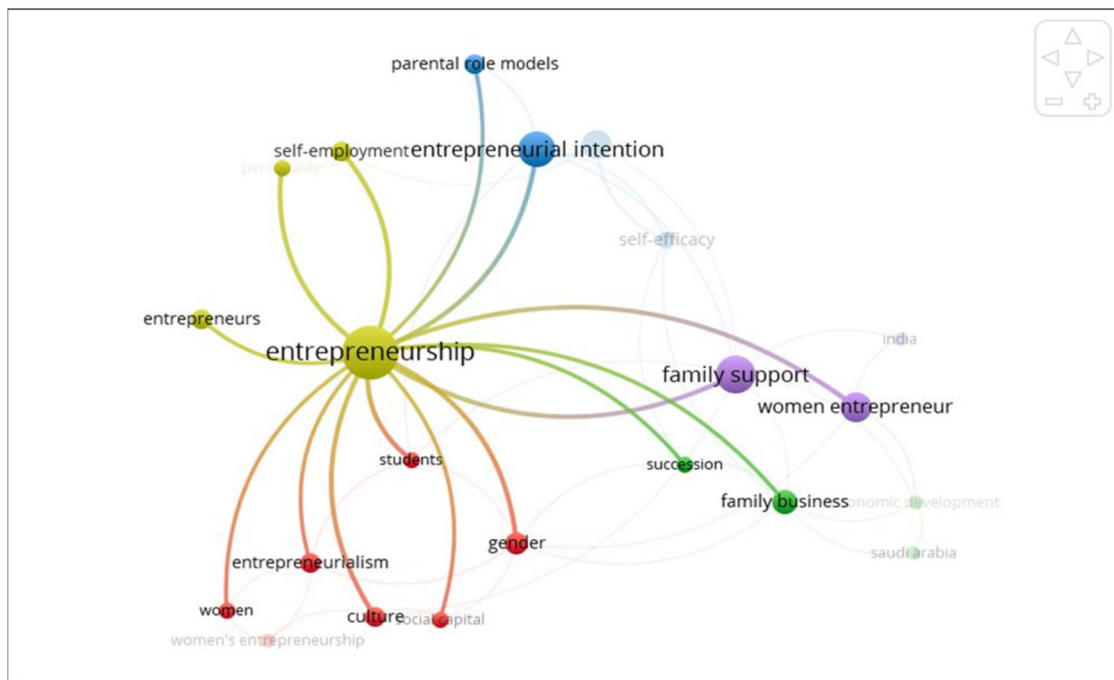 parental role models
self-employment
entrepreneurial intention
personality
self-efficacy
entrepreneurs
india
entrepreneurship
family support
women entrepreneur
students
succession
family business
onomic development
gender
saudi arabia
entrepreneurialism
women
culture
social capital
women's entrepreneurship